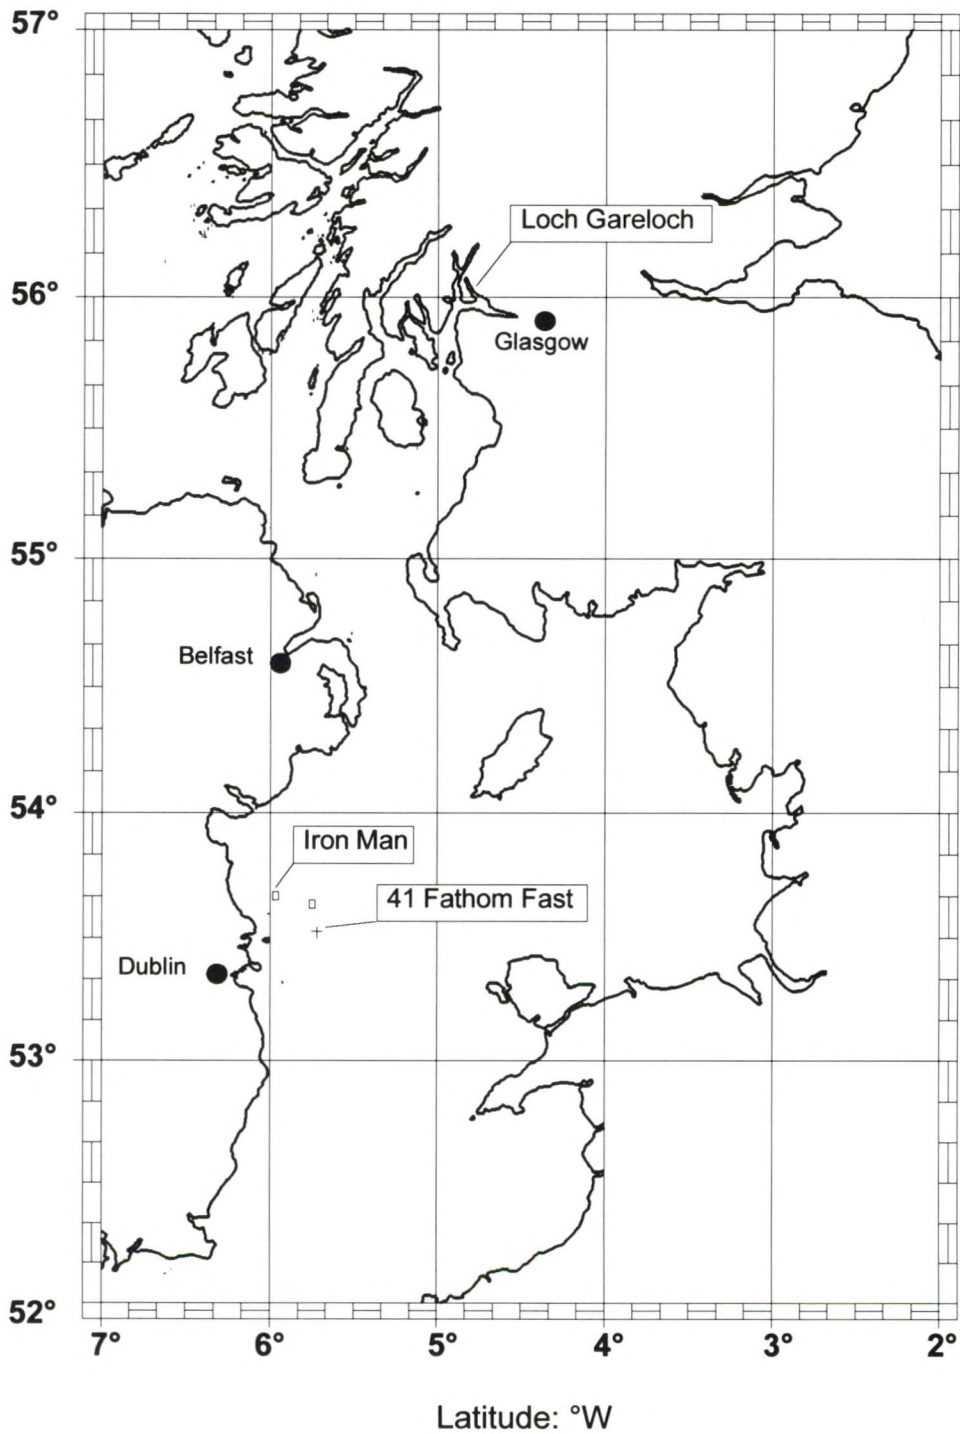 57°
Loch Gareloch
56°
Glasgow
55°
Belfast
54°
Iron Man
41 Fathom Fast
Dublin
53°
52°
7° 6° 5° 4° 3° 2°
Latitude: °W